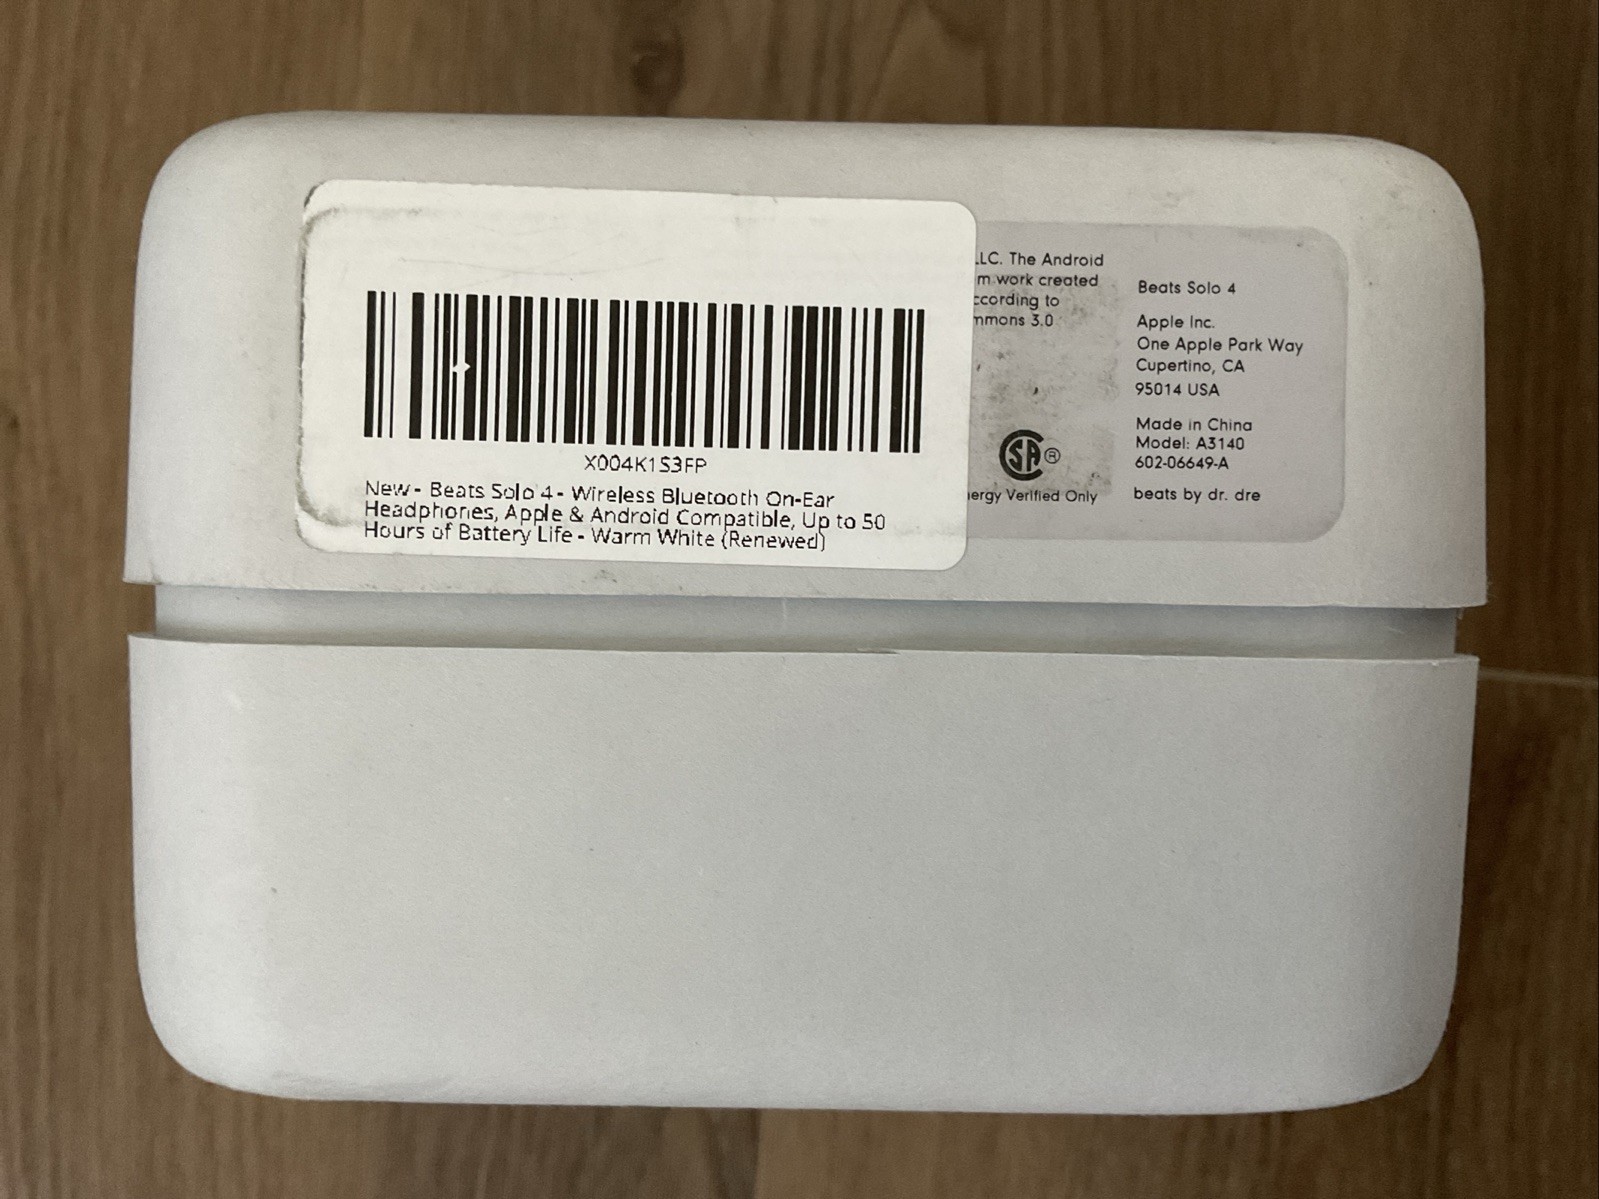 X004K1S3FP
New - Beats Solo 4 - Wireless Bluetooth On-Ear
Headphones, Apple & Android Compatible, Up to 50
Hours of Battery Life - Warm White (Renewed)
LLC. The Android
work created
according to
3.0
SA®
Verified Only
Beats Solo 4
Apple Inc.
One Apple Park Way
Cupertino, CA
95014 USA
Made in China
Model: A3140
602-06649-A
beats by dr. dre